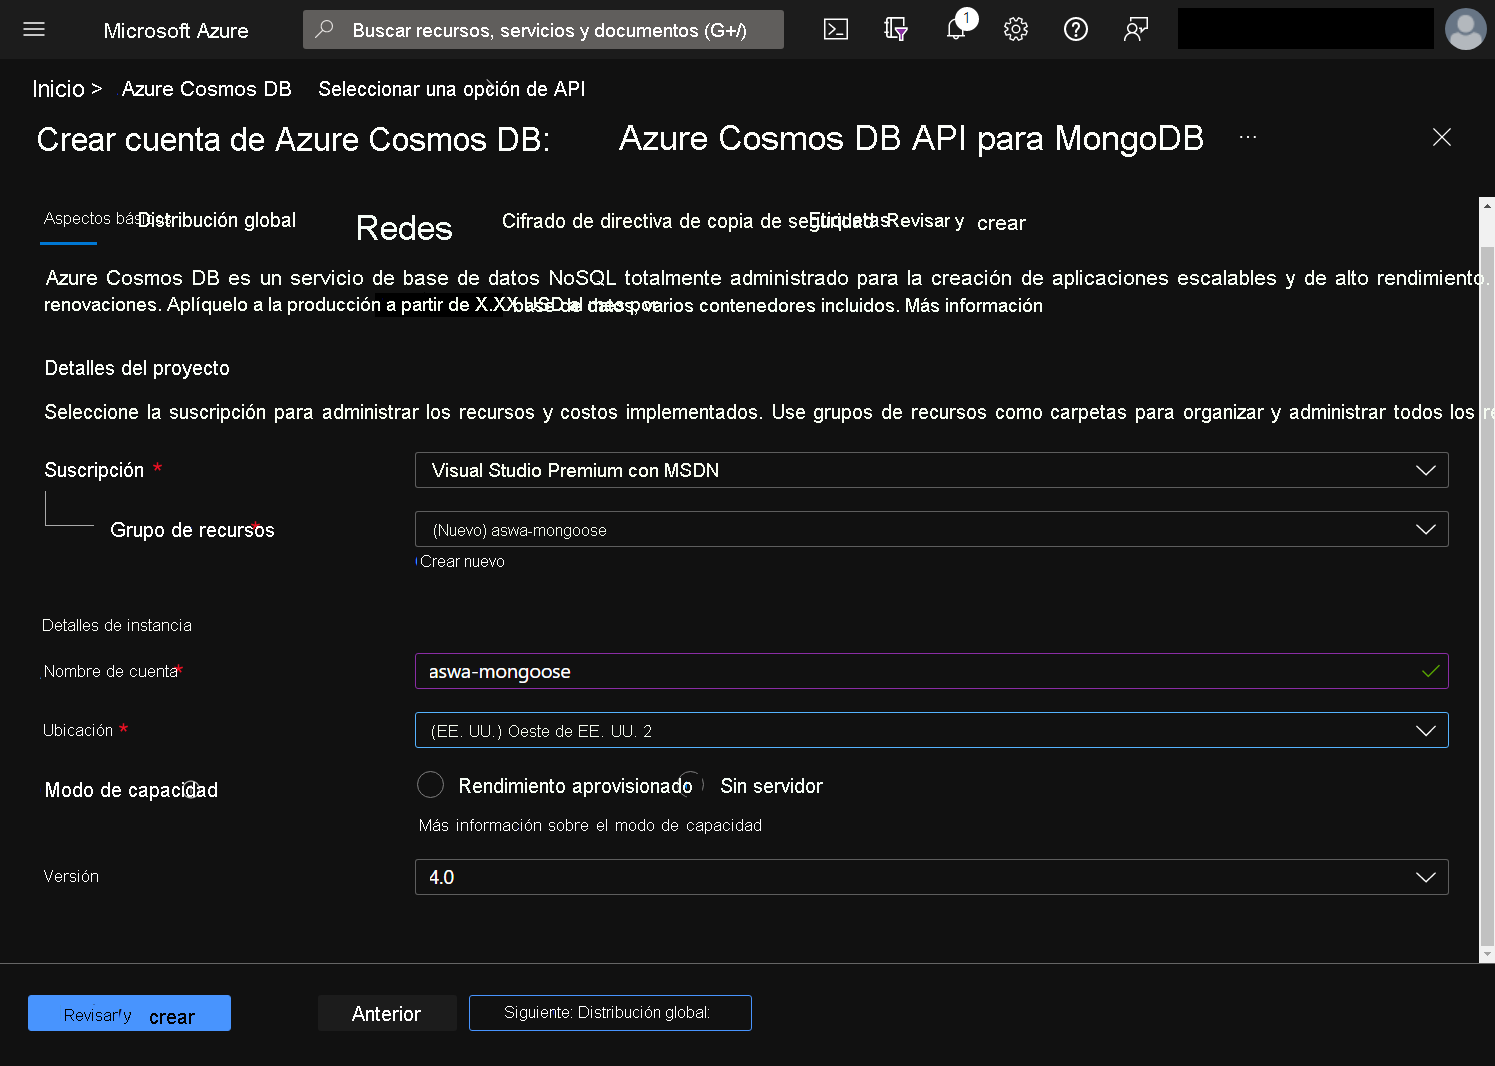 Microsoft Azure
Buscar recursos, servicios y documentos (G+/)
1
Inicio > Azure Cosmos DB Seleccionar una opción de API
Crear cuenta de Azure Cosmos DB: Azure Cosmos DB API para MongoDB ...
Aspectos básicos Distribución global Redes Cifrado de directiva de copia de seguridad Etiquetas Revisar y crear
Azure Cosmos DB es un servicio de base de datos NoSQL totalmente administrado para la creación de aplicaciones escalables y de alto rendimiento.
renovaciones. Aplíquelo a la producción a partir de X.XX USD al mes por base de datos, varios contenedores incluidos. Más información
Detalles del proyecto
Seleccione la suscripción para administrar los recursos y costos implementados. Use grupos de recursos como carpetas para organizar y administrar todos los re
Suscripción *
Visual Studio Premium con MSDN
Grupo de recursos *
(Nuevo) aswa-mongoose
Crear nuevo
Detalles de instancia
Nombre de cuenta *
aswa-mongoose
Ubicación *
(EE. UU.) Oeste de EE. UU. 2
Modo de capacidad
Rendimiento aprovisionado Sin servidor
Más información sobre el modo de capacidad
Versión
4.0
Revisar y crear Anterior Siguiente: Distribución global: